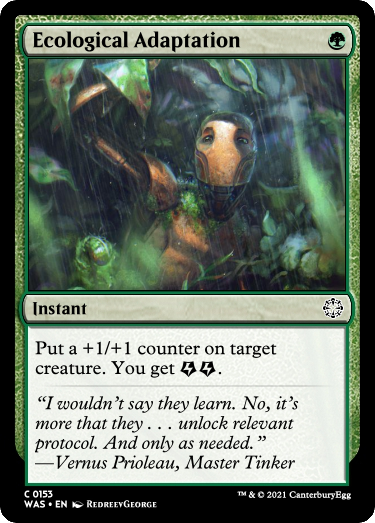 Ecological Adaptation
Instant
Put a +1/+1 counter on target
creature. You get
.
“I wouldn’t say they learn. No, it’s
more that they . . . unlock relevant
protocol. And only as needed.”
—Vernus Prioleau, Master Tinker
C 0153
™ & © 2021 CanterburyEgg
WAS • EN RedreevGeorge